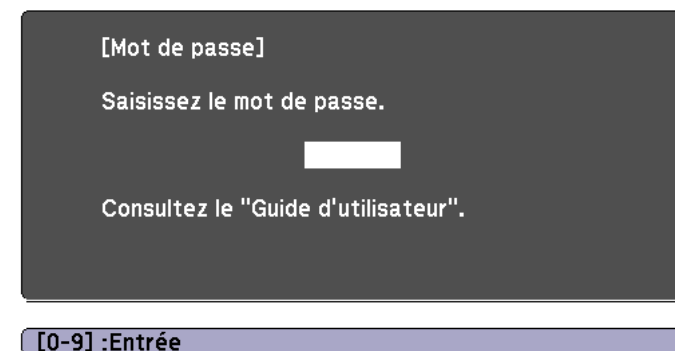 [Mot de passe]
Saisissez le mot de passe.
Consultez le "Guide d'utilisateur".
[0-9] :Entrée